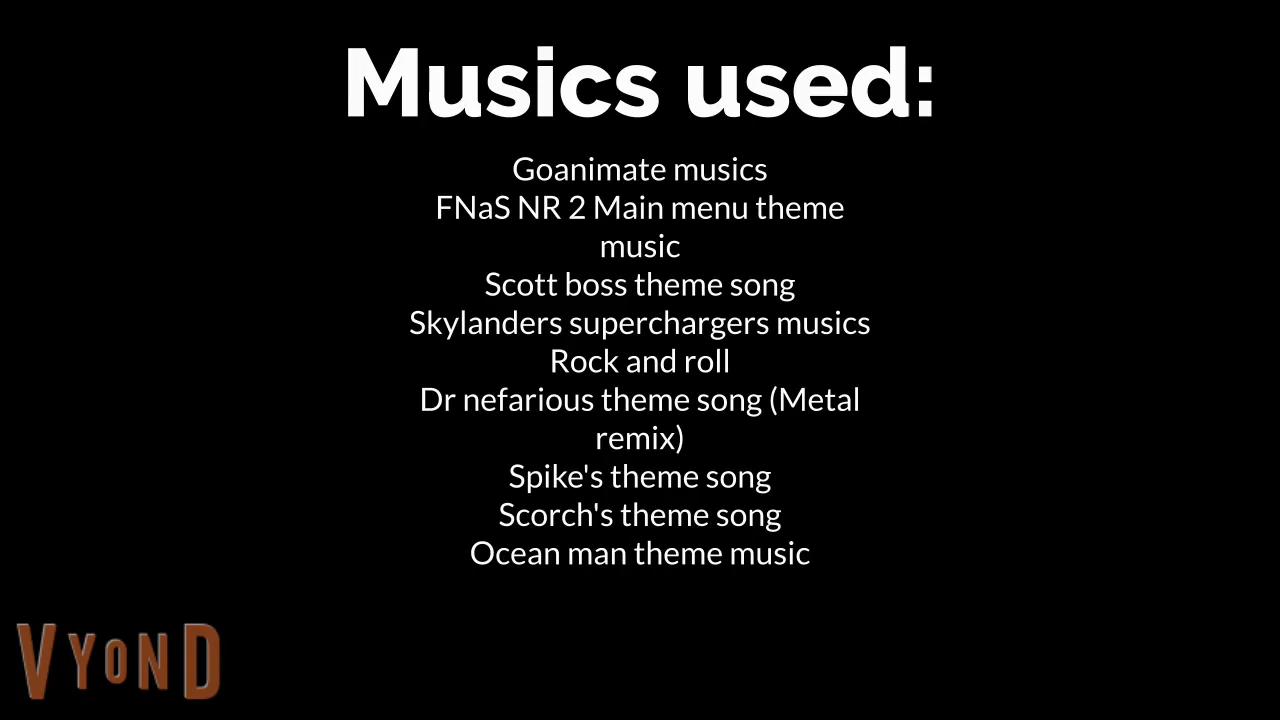 Musics used:
Goanimate musics
FNaS NR 2 Main menu theme
music
Scott boss theme song
Skylanders superchargers musics
Rock and roll
Dr nefarious theme song (Metal
remix)
Spike's theme song
Scorch's theme song
Ocean man theme music
VYOND